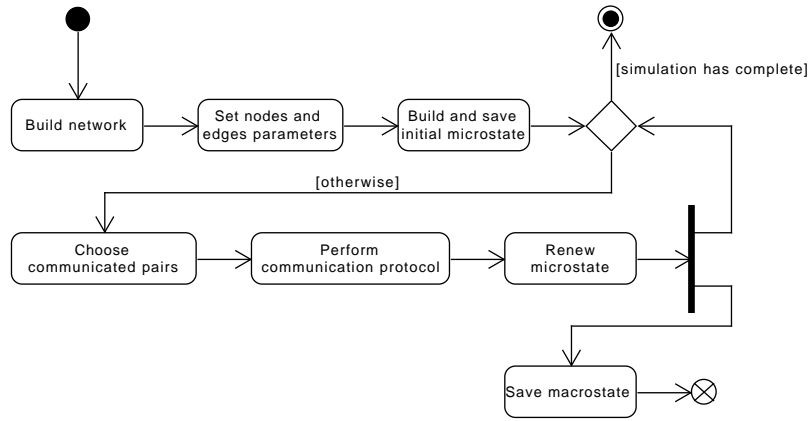 [simulation has complete]
Build network
Set nodes and
edges parameters
Build and save
initial microstate
[otherwise]
Choose
communicated pairs
Perform
communication protocol
Renew
microstate
Save macrostate